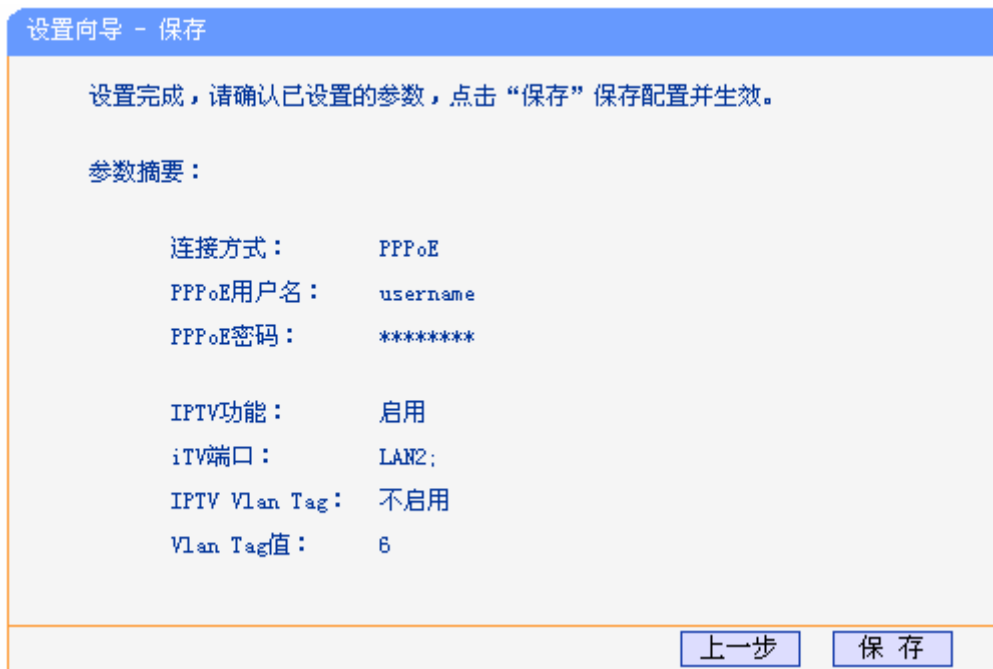 设置向导 - 保存
设置完成，请确认已设置的参数，点击“保存”保存配置并生效。
参数摘要：
连接方式： PPPoE
PPPoE用户名： username
PPPoE密码： ********
IPTV功能： 启用
iTV端口： LAN2;
IPTV Vlan Tag： 不启用
Vlan Tag值： 6
上一步 保 存